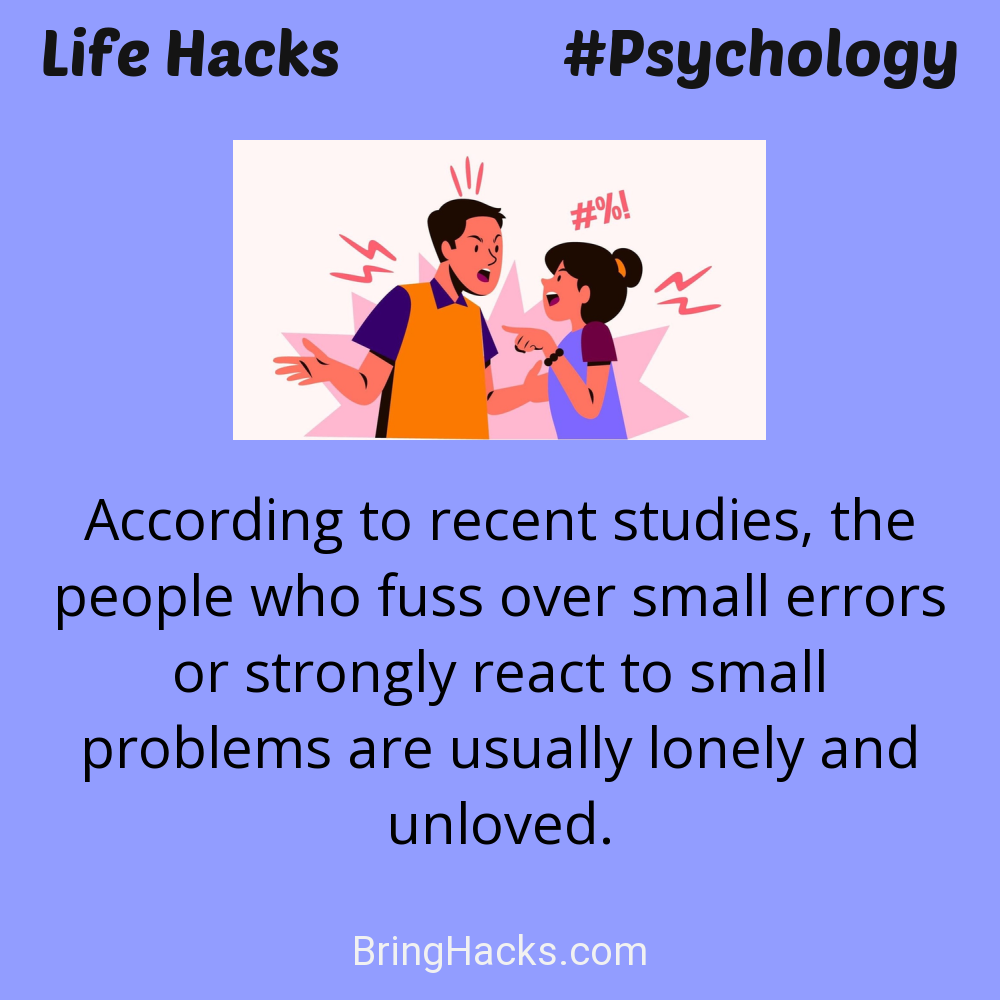 Life Hacks #Psychology
#%!
According to recent studies, the
people who fuss over small errors
or strongly react to small
problems are usually lonely and
unloved.
BringHacks.com